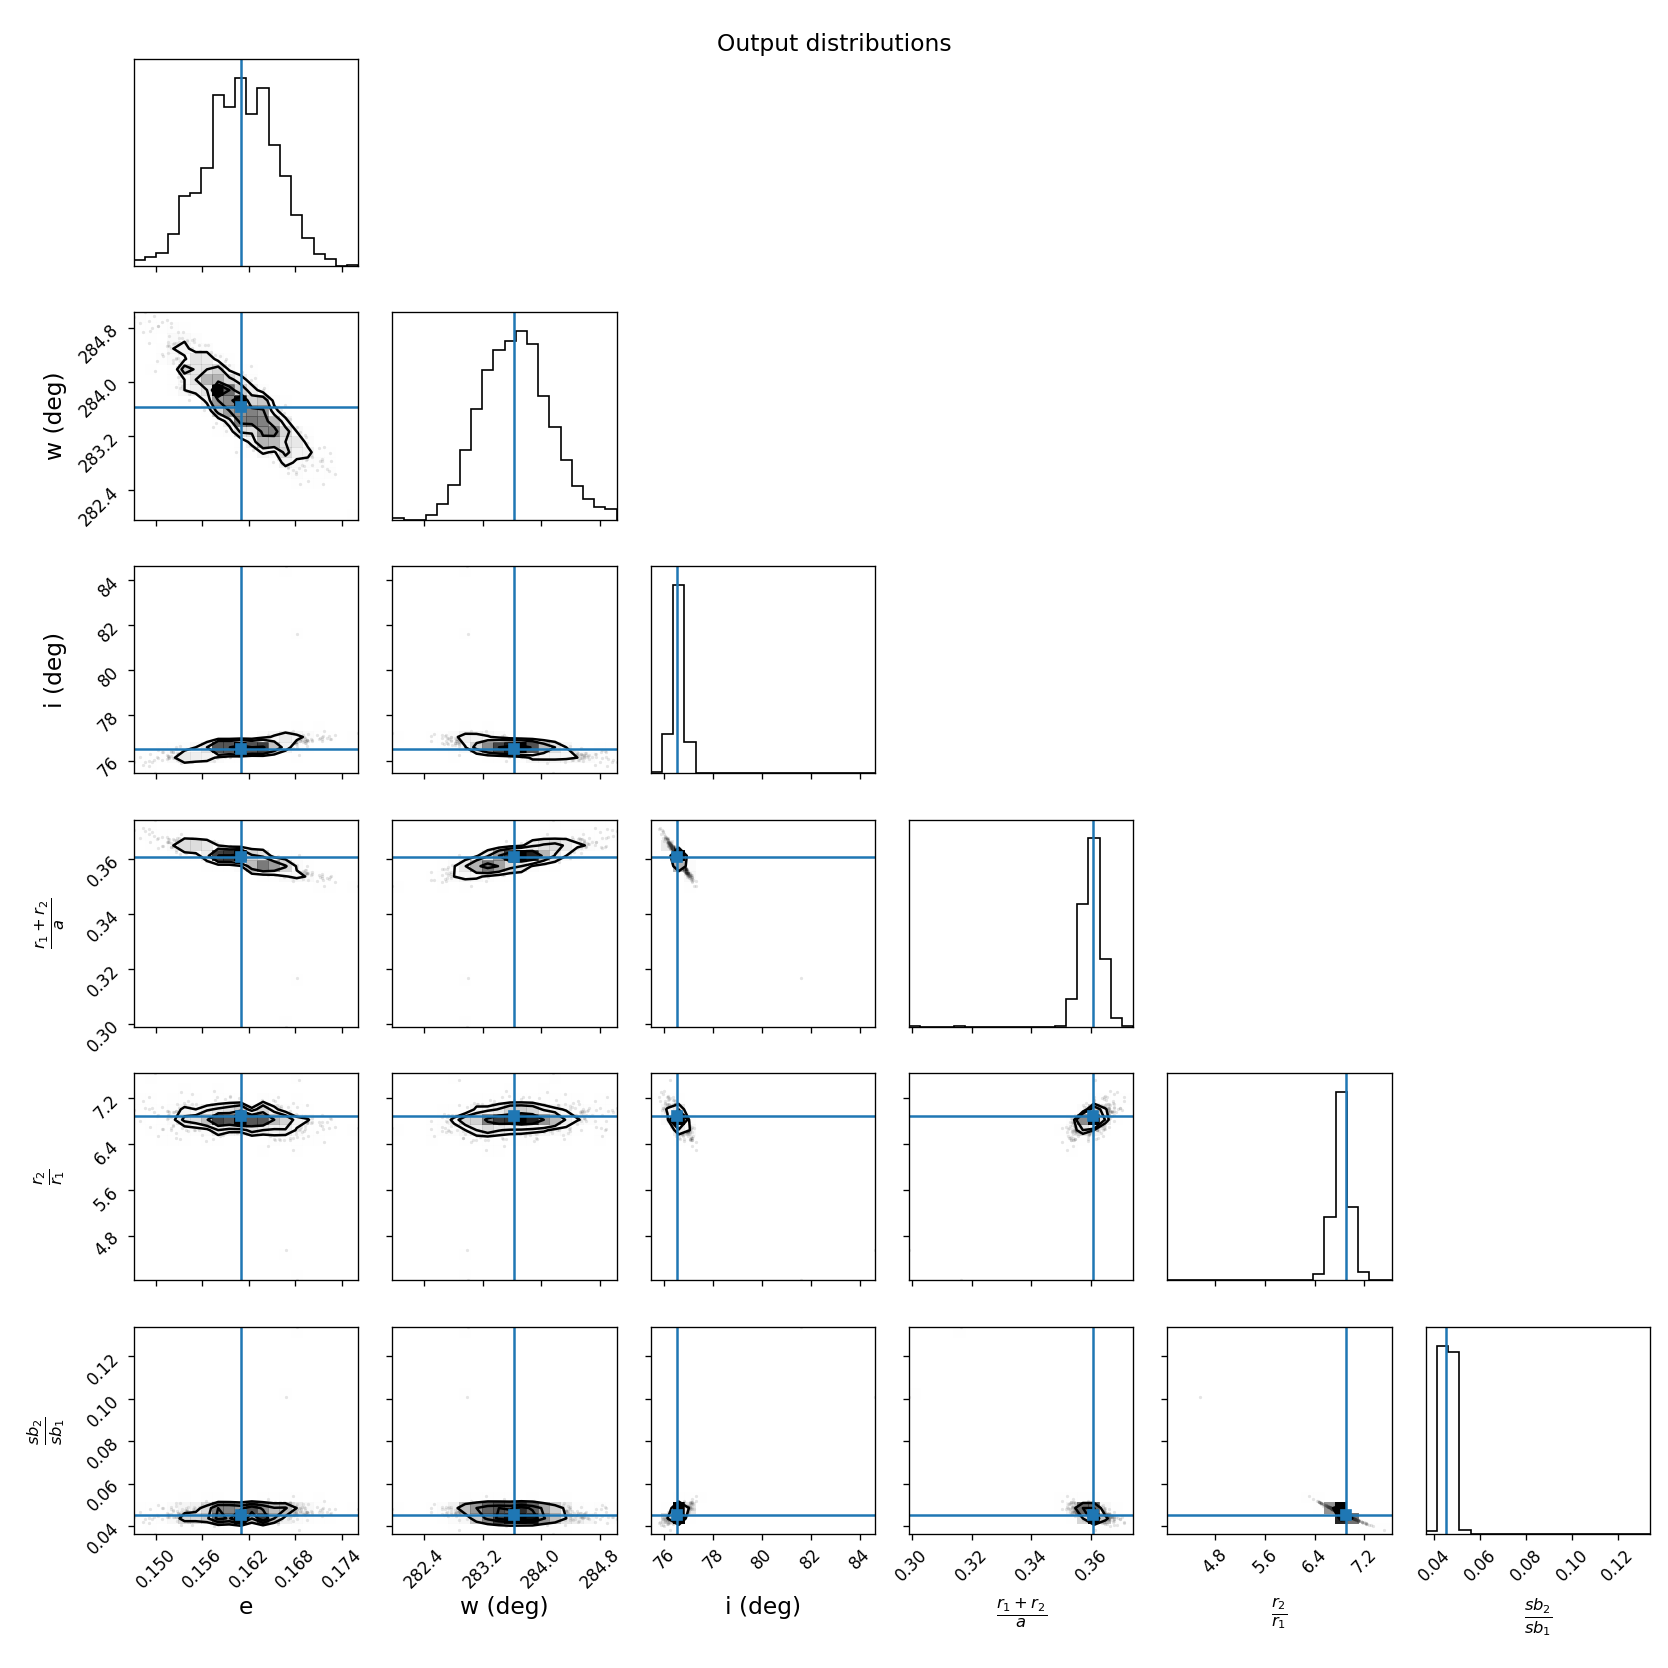 Output distributions
284.8
284.0
283.2
282.4
w (deg)
84
82
80
78
76
i (deg)
0.36
0.34
0.32
0.30
r₁ + r₂
a
7.2
6.4
5.6
4.8
r₂
r₁
0.12
0.10
0.08
0.06
0.04
sb₂
sb₁
0.150 0.156 0.162 0.168 0.174
282.4 283.2 284.0 284.8
76 78 80 82 84
0.30 0.32 0.34 0.36
4.8 5.6 6.4 7.2
0.04 0.06 0.08 0.10 0.12
e
w (deg)
i (deg)
r₁ + r₂
a
r₂
r₁
sb₂
sb₁